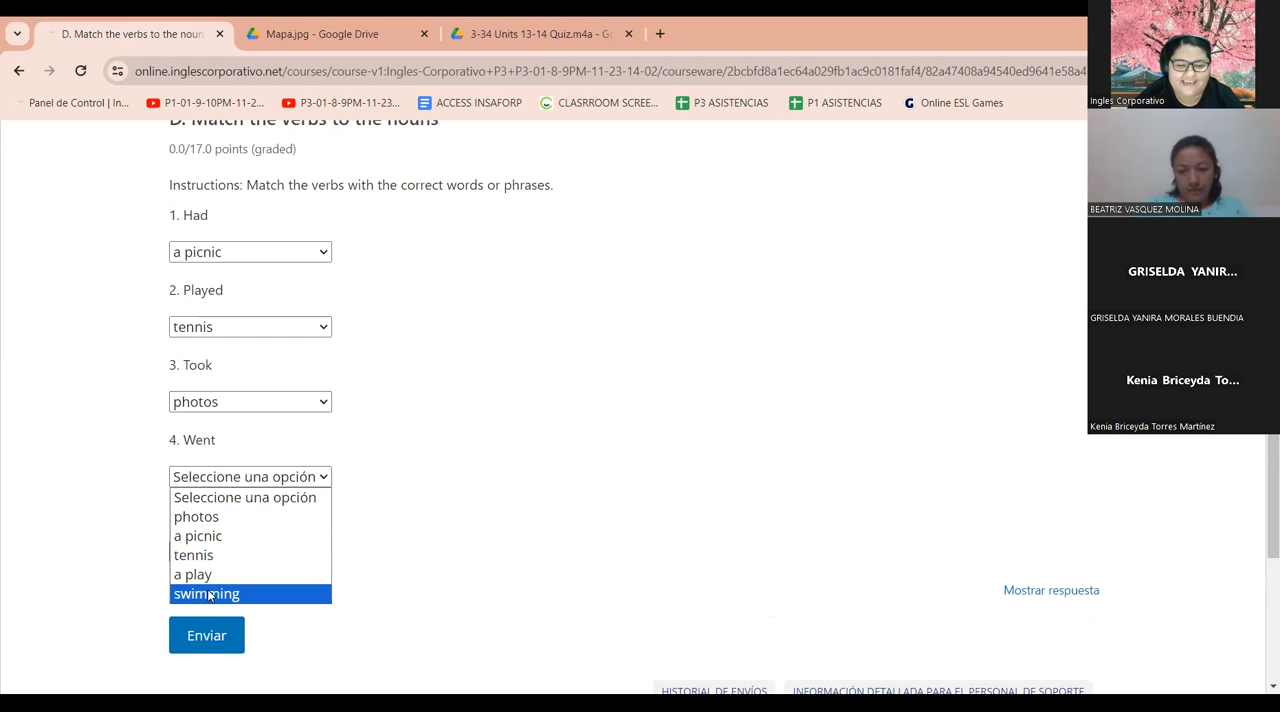 D. Match the verbs to the noun
Mapa.jpg - Google Drive
3-34 Units 13-14 Quiz.m4a - Go
online.inglescorporativo.net/courses/course-v1:Ingles-Corporativo+P3+P3-01-8-9PM-11-23-14-02/courseware/2bcbfd8a1ec64a029fb1ac9c0181faf4/82a47408a94540ed9641e58a4
Panel de Control | In...
P1-01-9-10PM-11-2...
P3-01-8-9PM-11-23...
ACCESS INSAFORP
CLASSROOM SCREE...
P3 ASISTENCIAS
P1 ASISTENCIAS
Online ESL Games
D. Match the verbs to the nouns
0.0/17.0 points (graded)
Instructions: Match the verbs with the correct words or phrases.
1. Had
a picnic
2. Played
tennis
3. Took
photos
4. Went
Seleccione una opción
Seleccione una opción
photos
a picnic
tennis
a play
swimming
Mostrar respuesta
Enviar
HISTORIAL DE ENVÍOS
INFORMACIÓN DETALLADA PARA EL PERSONAL DE SOPORTE
Ingles Corporativo
BEATRIZ VASQUEZ MOLINA
GRISELDA YANIR...
GRISELDA YANIRA MORALES BUENDIA
Kenia Briceyda To...
Kenia Briceyda Torres Martínez